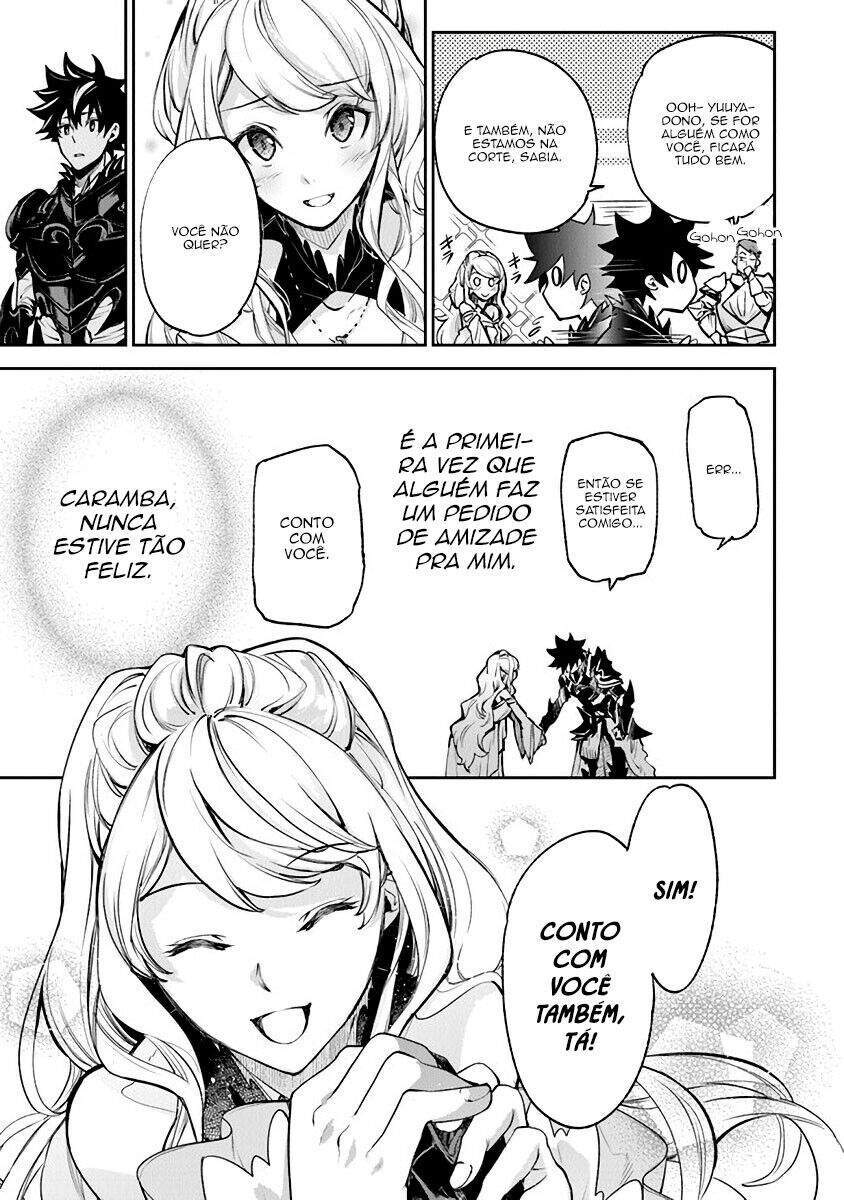 OOH- YUUYA-
DONO, SE FOR
ALGUÉM COMO
VOCÊ, FICARÁ
TUDO BEM.
Gohon
Gohon
E TAMBÉM, NÃO
ESTAMOS NA
CORTE, SABIA.
VOCÊ NÃO
QUER?
ERR...
ENTÃO SE
ESTIVER
SATISFEITA
COMIGO...
É A PRIMEI-
RA VEZ QUE
ALGUÉM FAZ
UM PEDIDO
DE AMIZADE
PRA MIM.
CONTO
COM
VOCÊ.
CARAMBA,
NUNCA
ESTIVE TÃO
FELIZ.
SIM!
CONTO
COM
VOCÊ
TAMBÉM,
TÁ!